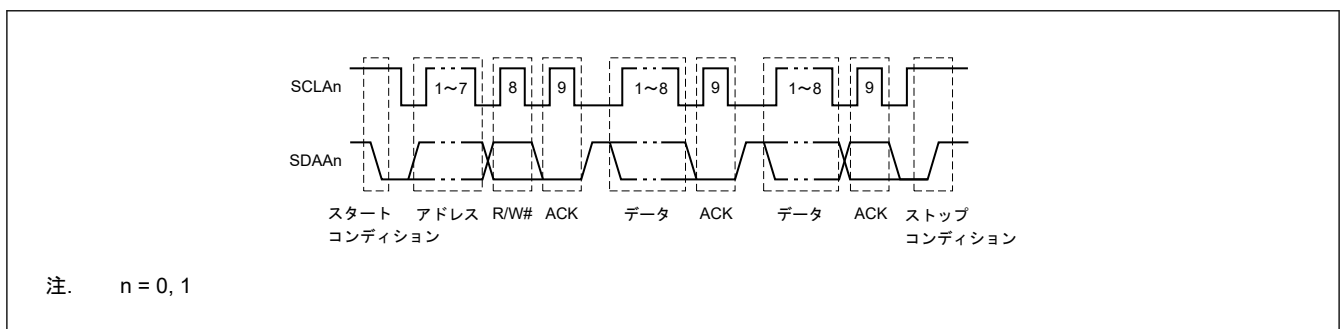 SCLAn
1～7
8
9
1～8
9
1～8
9
SDAAn
スタート
コンディション
アドレス
R/W#
ACK
データ
ACK
データ
ACK
ストップ
コンディション
注. n = 0, 1